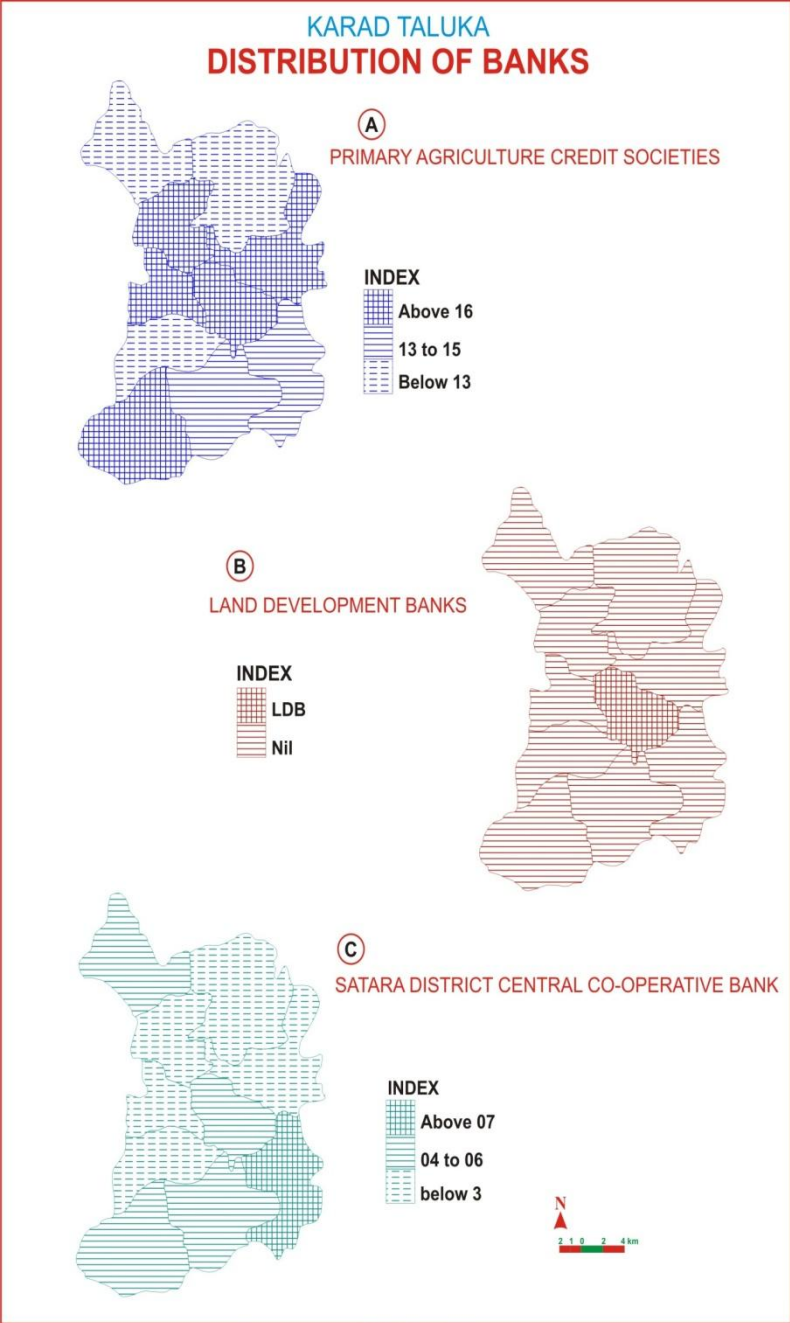 KARAD TALUKA
DISTRIBUTION OF BANKS
A
PRIMARY AGRICULTURE CREDIT SOCIETIES
INDEX
Above 16
13 to 15
Below 13
B
LAND DEVELOPMENT BANKS
INDEX
LDB
Nil
C
SATARA DISTRICT CENTRAL CO-OPERATIVE BANK
INDEX
Above 07
04 to 06
below 3
N
2 1 0 2 4 km